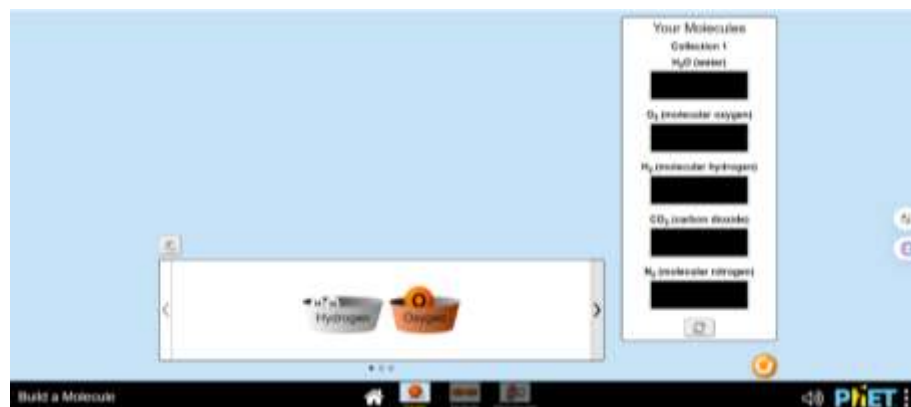 Your Molecules
Collection 1
H₂O (water)
O₂ (molecular oxygen)
H₂ (molecular hydrogen)
CO₂ (carbon dioxide)
N₂ (molecular nitrogen)
H H
O
Hydrogen
Oxygen
Build a Molecule
PhET